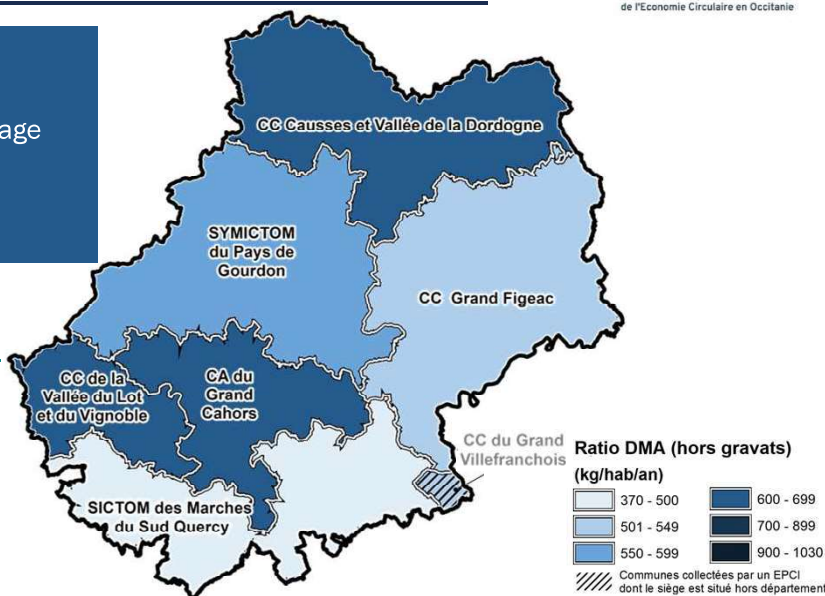 de l'Economie Circulaire en Occitanie
age
CC Causses et Vallée de la Dordogne
SYMICTOM
du Pays de
Gourdon
CC Grand Figeac
CC de la
Vallée du Lot
et du Vignoble
CA du
Grand
Cahors
CC du Grand
Villefranchois
SICTOM des Marches
du Sud Quercy
Ratio DMA (hors gravats)
(kg/hab/an)
370 - 500
600 - 699
501 - 549
700 - 899
550 - 599
900 - 1030
Communes collectées par un EPCI
dont le siège est situé hors département